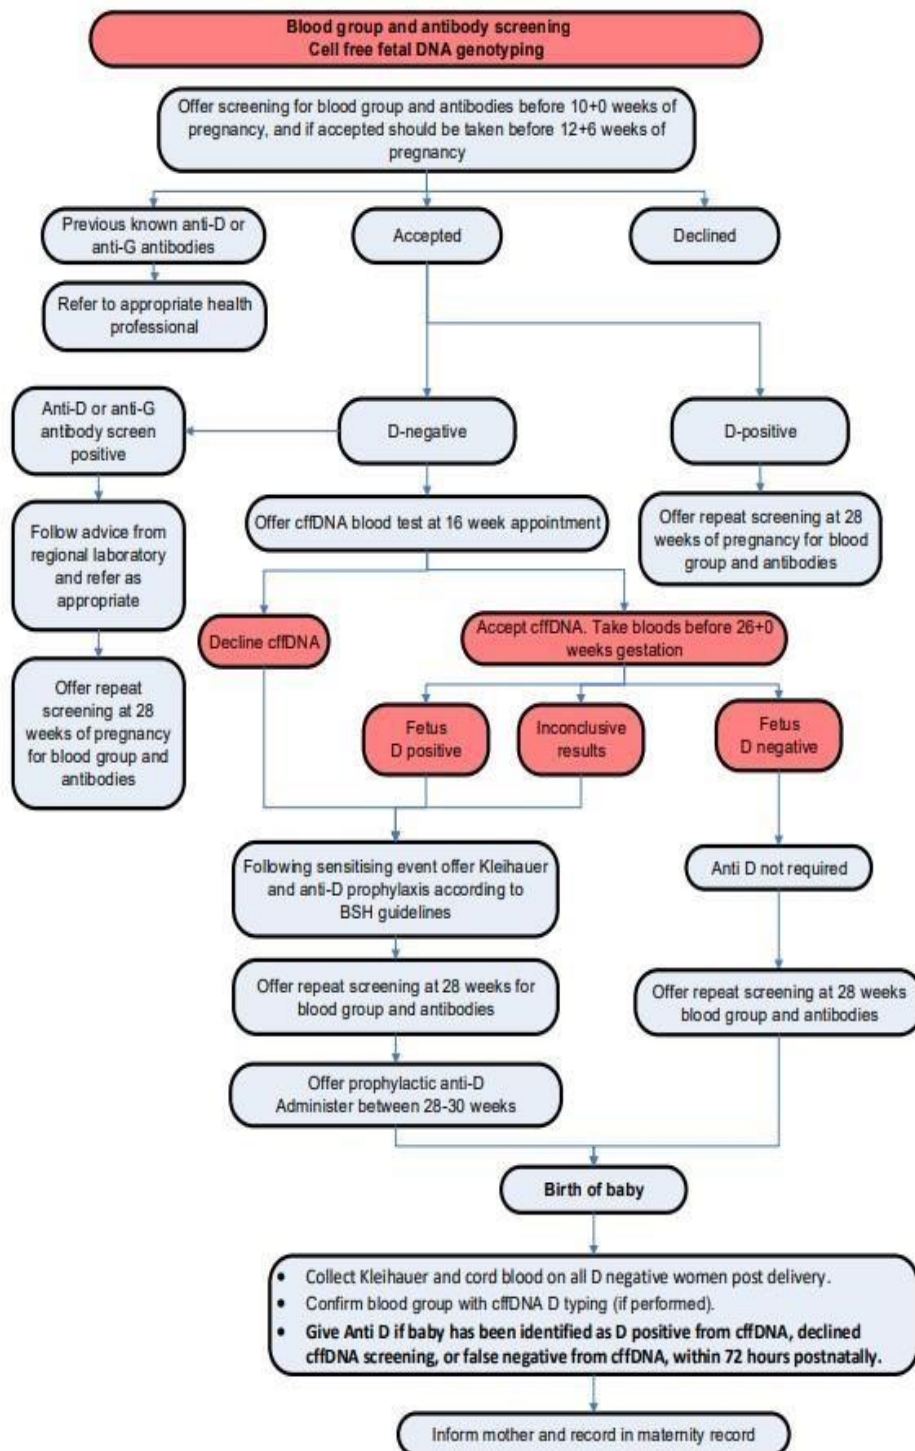 Blood group and antibody screening
Cell free fetal DNA genotyping
Offer screening for blood group and antibodies before 10+0 weeks of
pregnancy, and if accepted should be taken before 12+6 weeks of
pregnancy
Previous known anti-D or
anti-G antibodies
Accepted
Declined
Refer to appropriate health
professional
Anti-D or anti-G
antibody screen
positive
D-negative
D-positive
Follow advice from
regional laboratory
and refer as
appropriate
Offer cffDNA blood test at 16 week appointment
Offer repeat screening at 28
weeks of pregnancy for blood
group and antibodies
Decline cffDNA
Accept cffDNA. Take bloods before 26+0
weeks gestation
Offer repeat
screening at 28
weeks of pregnancy
for blood group and
antibodies
Fetus
D positive
Inconclusive
results
Fetus
D negative
Following sensitising event offer Kleihauer
and anti-D prophylaxis according to
BSH guidelines
Anti D not required
Offer repeat screening at 28 weeks for
blood group and antibodies
Offer repeat screening at 28 weeks
blood group and antibodies
Offer prophylactic anti-D
Administer between 28-30 weeks
Birth of baby
• Collect Kleihauer and cord blood on all D negative women post delivery.
• Confirm blood group with cffDNA D typing (if performed).
• Give Anti D if baby has been identified as D positive from cffDNA, declined
cffDNA screening, or false negative from cffDNA, within 72 hours postnatally.
Inform mother and record in maternity record